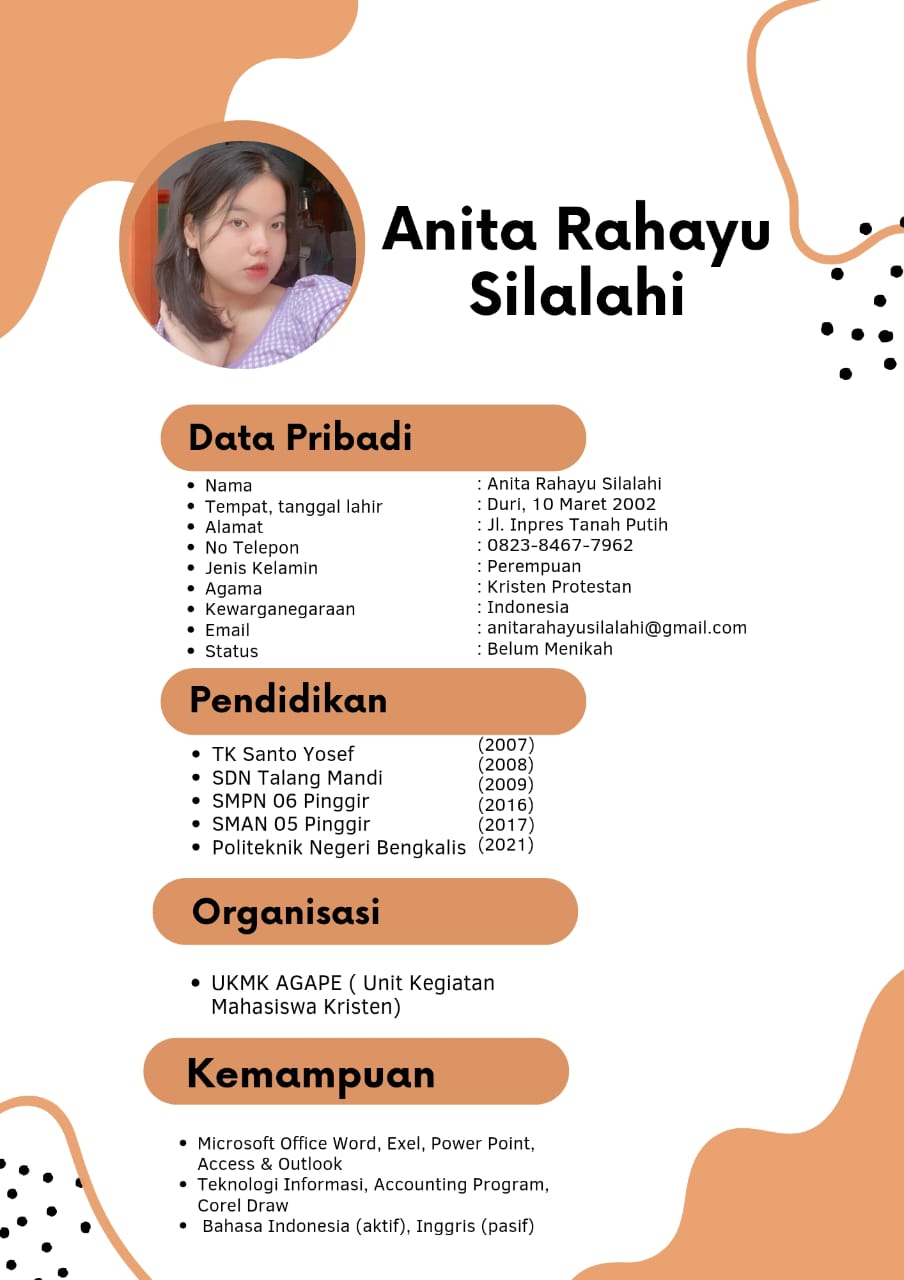 Anita Rahayu
Silalahi
Data Pribadi
• Nama : Anita Rahayu Silalahi
• Tempat, tanggal lahir : Duri, 10 Maret 2002
• Alamat : Jl. Inpres Tanah Putih
• No Telepon : 0823-8467-7962
• Jenis Kelamin : Perempuan
• Agama : Kristen Protestan
• Kewarganegaraan : Indonesia
• Email : anitarahayusilalahi@gmail.com
• Status : Belum Menikah
Pendidikan
(2007)
• TK Santo Yosef (2008)
• SDN Talang Mandi (2009)
• SMPN 06 Pinggir (2016)
• SMAN 05 Pinggir (2017)
• Politeknik Negeri Bengkalis (2021)
Organisasi
• UKMK AGAPE ( Unit Kegiatan
Mahasiswa Kristen)
Kemampuan
• Microsoft Office Word, Exel, Power Point,
Access & Outlook
• Teknologi Informasi, Accounting Program,
Corel Draw
• Bahasa Indonesia (aktif), Inggris (pasif)